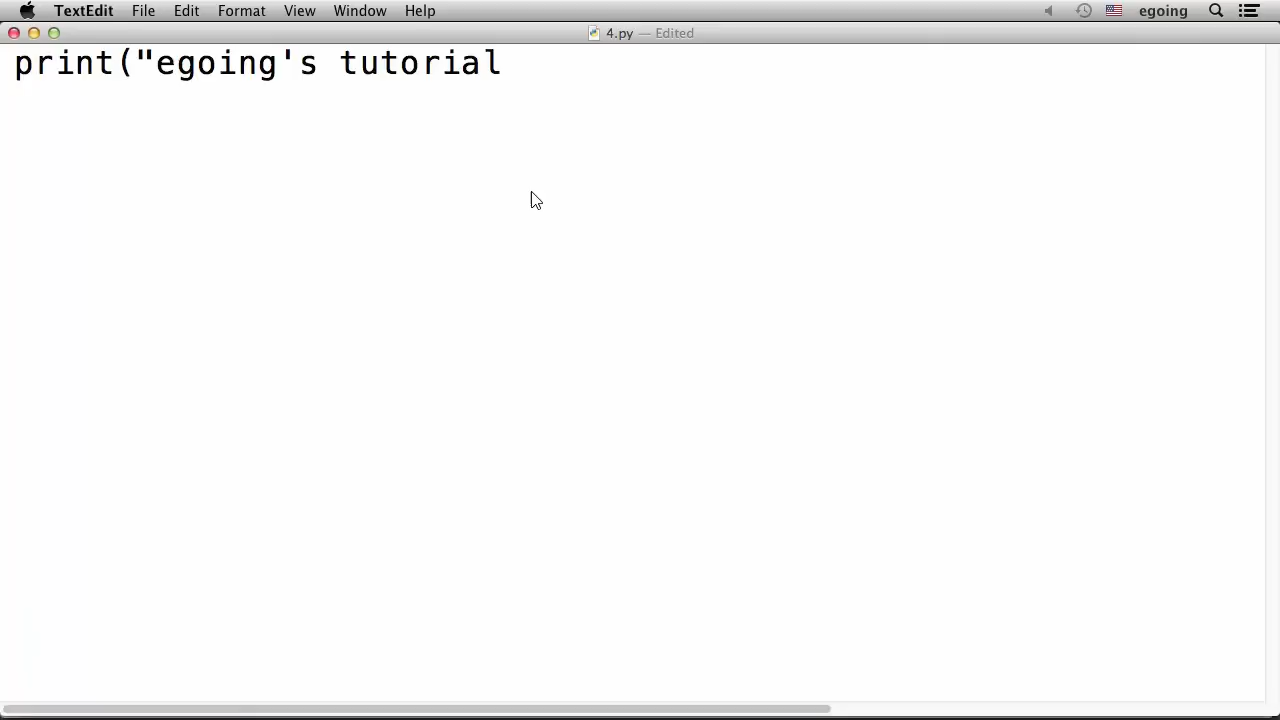 TextEdit File Edit Format View Window Help egoing
4.py — Edited
print("egoing's tutorial